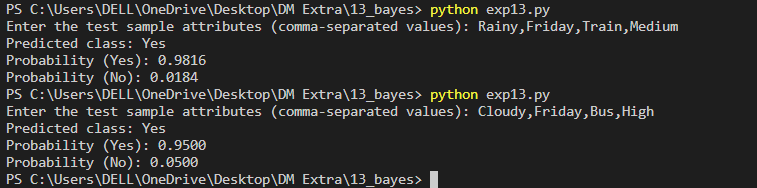 PS C:\Users\DELL\OneDrive\Desktop\DM Extra\13_bayes> python exp13.py
Enter the test sample attributes (comma-separated values): Rainy,Friday,Train,Medium
Predicted class: Yes
Probability (Yes): 0.9816
Probability (No): 0.0184
PS C:\Users\DELL\OneDrive\Desktop\DM Extra\13_bayes> python exp13.py
Enter the test sample attributes (comma-separated values): Cloudy,Friday,Bus,High
Predicted class: Yes
Probability (Yes): 0.9500
Probability (No): 0.0500
PS C:\Users\DELL\OneDrive\Desktop\DM Extra\13_bayes>